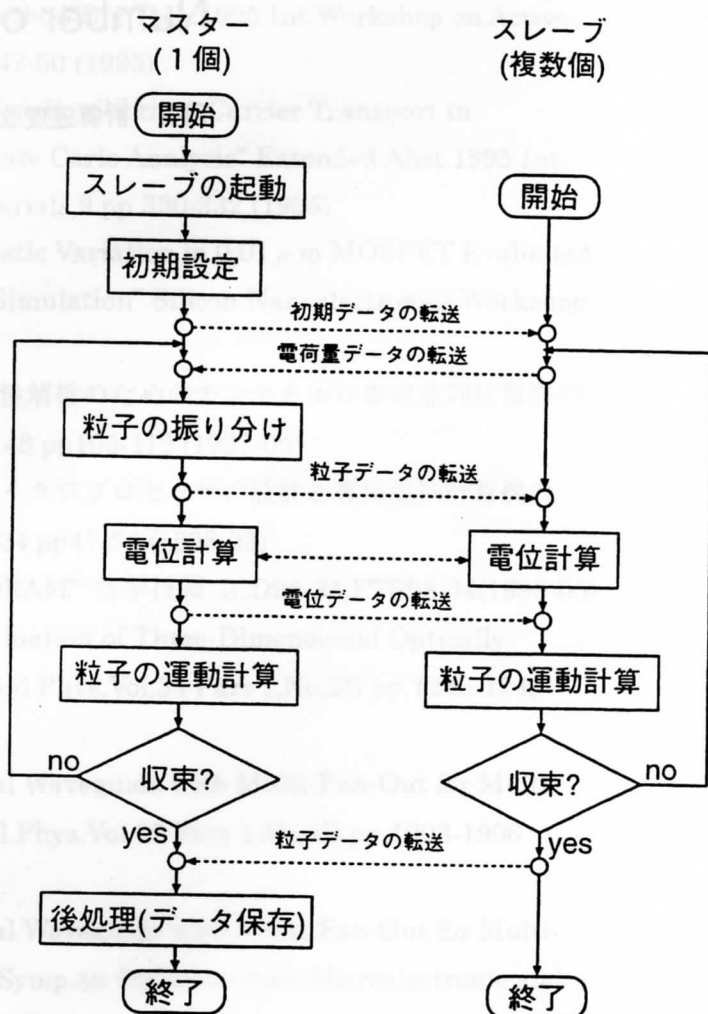 マスター
(1個)
スレーブ
(複数個)
開始
スレーブの起動
開始
初期設定
初期データの転送
電荷量データの転送
粒子の振り分け
粒子データの転送
電位計算
電位計算
電位データの転送
粒子の運動計算
粒子の運動計算
no
収束?
収束?
no
yes
粒子データの転送
yes
後処理(データ保存)
終了
終了